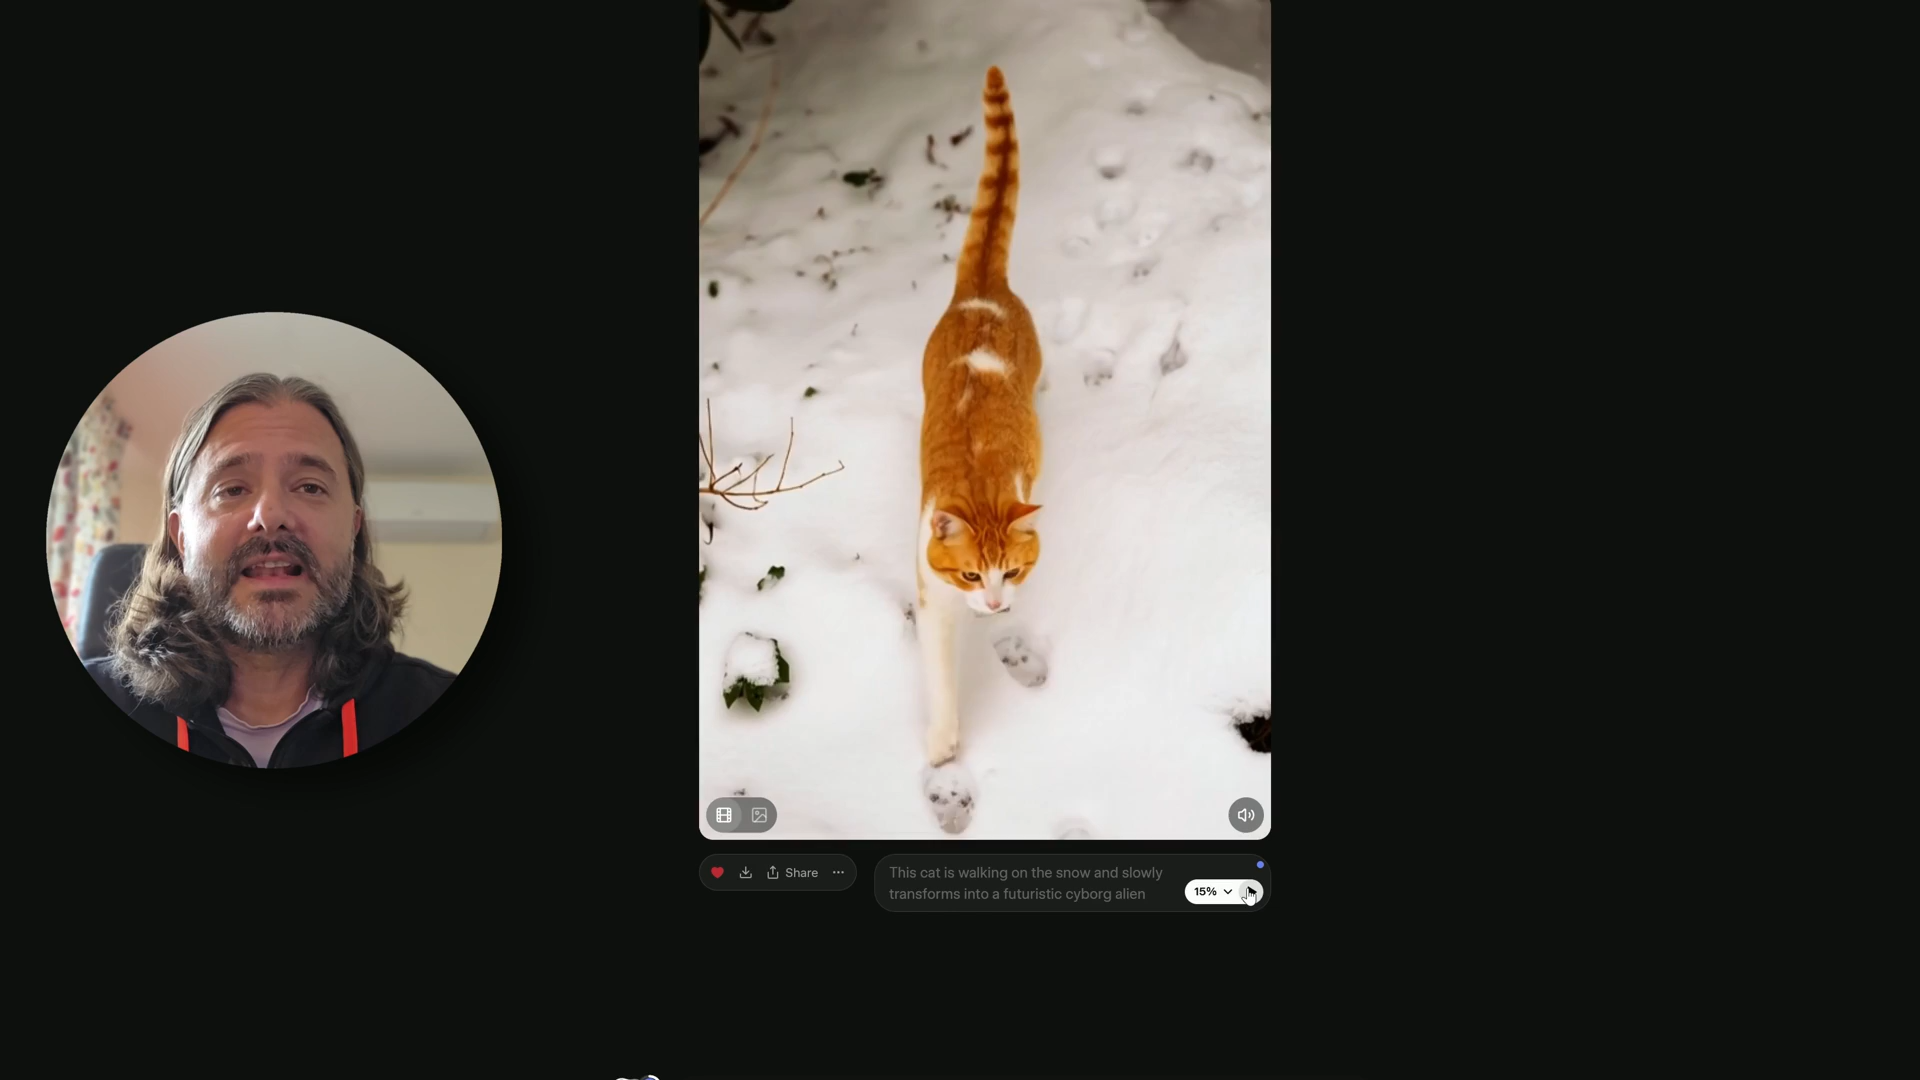 Share
This cat is walking on the snow and slowly
transforms into a futuristic cyborg alien
15%